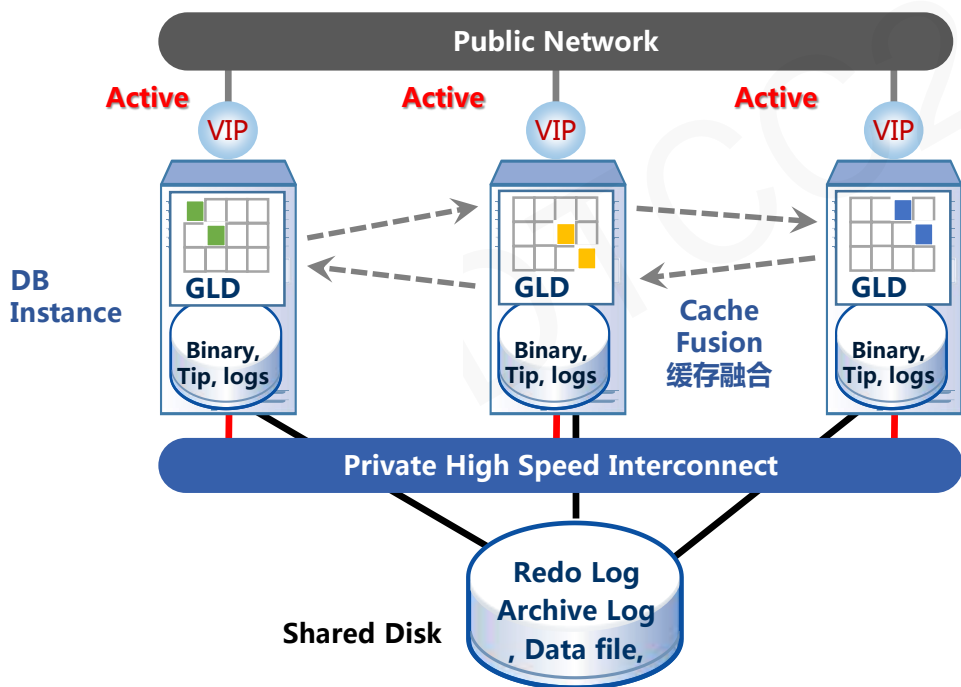 Public Network
Active
Active
Active
VIP
VIP
VIP
GLD
GLD
GLD
DB
Instance
Cache
Fusion
缓存融合
Binary,
Tip, logs
Binary,
Tip, logs
Binary,
Tip, logs
Private High Speed Interconnect
Redo Log
Archive Log
, Data file,
Shared Disk
DTCC2